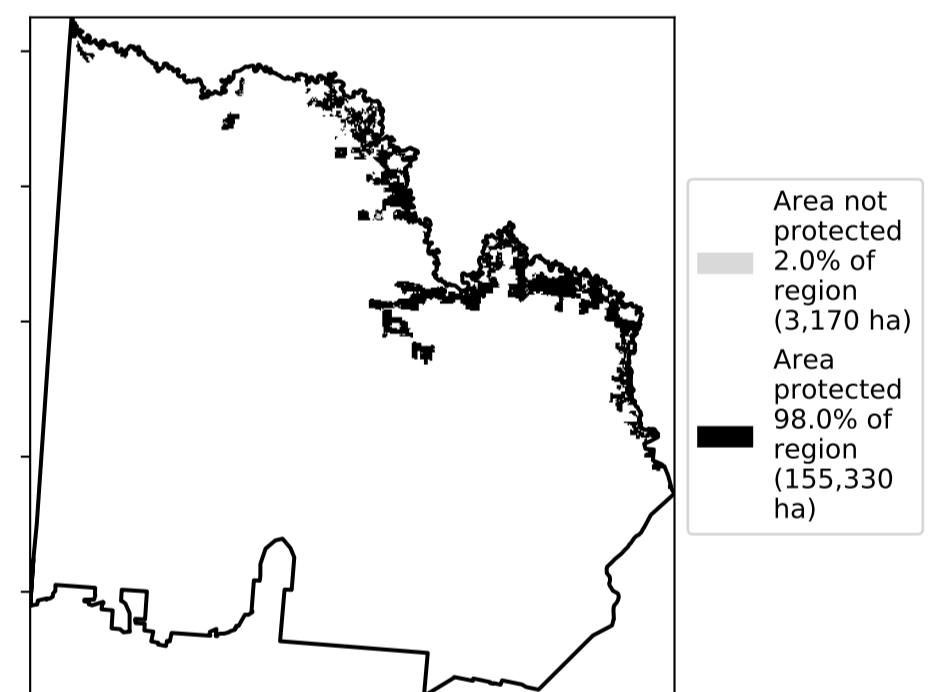 Area not
protected
2.0% of
region
(3,170 ha)
Area
protected
98.0% of
region
(155,330
ha)